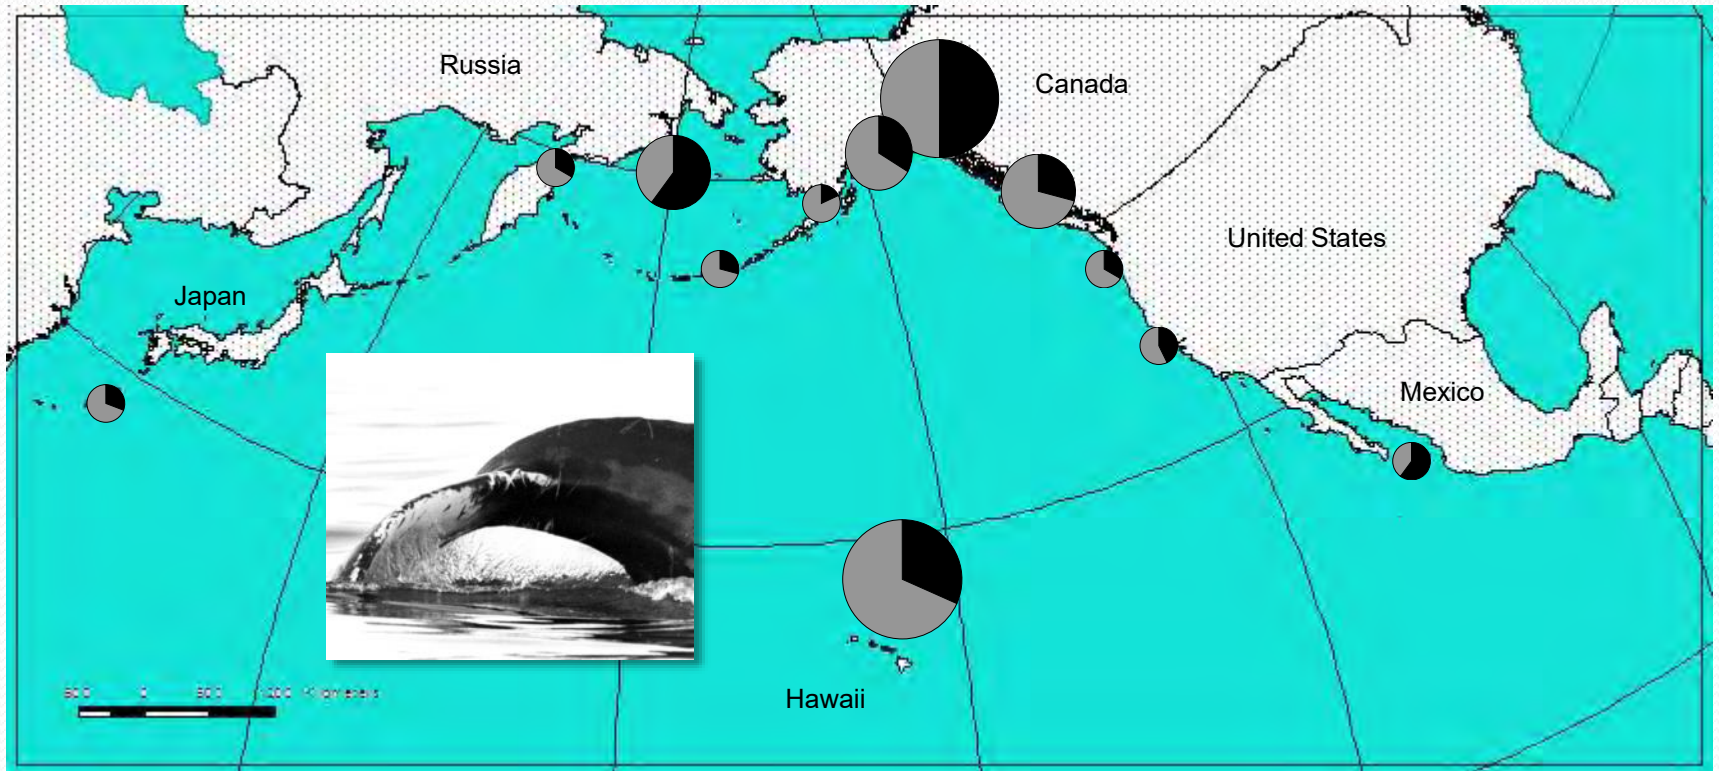 Russia
Canada
United States
Japan
Mexico
Hawaii